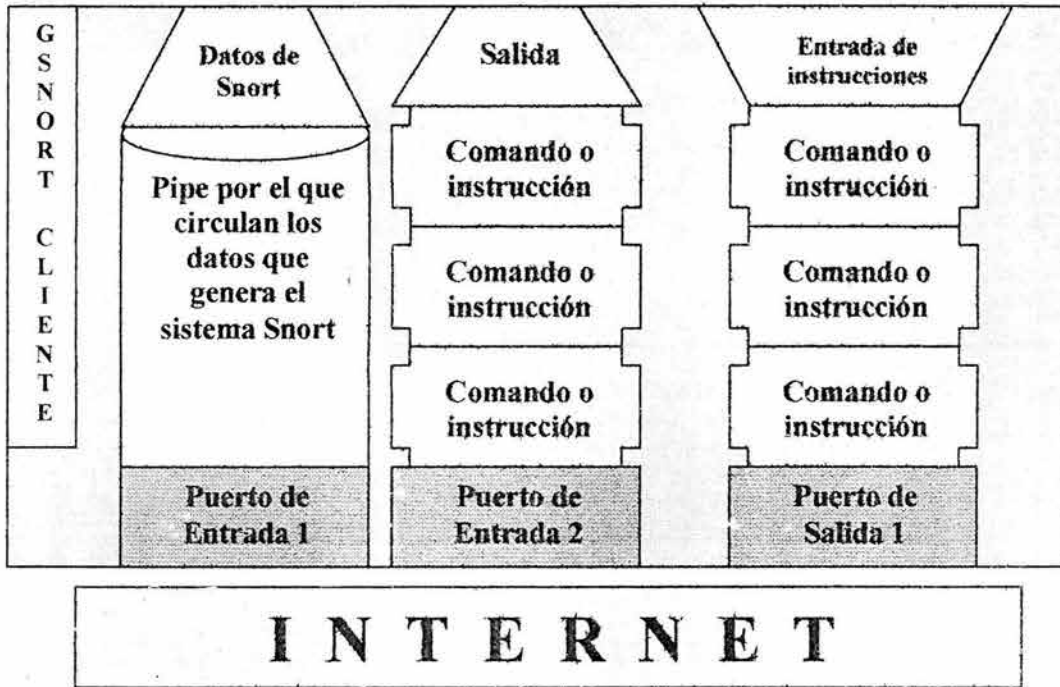 GSNORT CLIENTE
Datos de
Snort
Pipe por el que
circulan los
datos que
genera el
sistema Snort
Puerto de
Entrada 1
Salida
Comando o
instrucción
Comando o
instrucción
Comando o
instrucción
Puerto de
Entrada 2
Entrada de
instrucciones
Comando o
instrucción
Comando o
instrucción
Comando o
instrucción
Puerto de
Salida 1
INTERNET